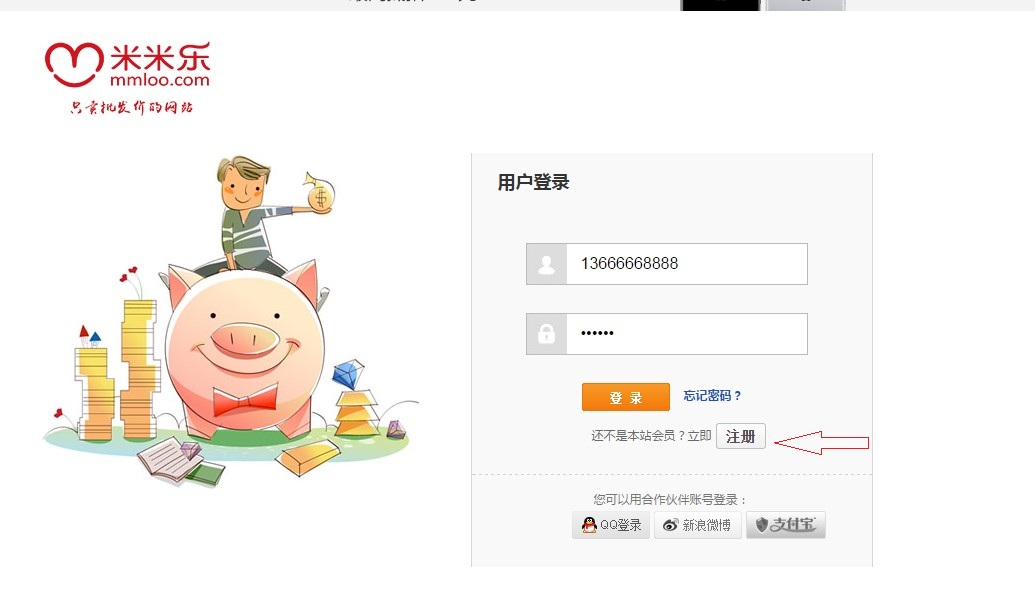 米米乐
mmloo.com
只卖批发价的网站
$
用户登录
13666668888
••••••
登 录 忘记密码？
还不是本站会员？立即 注册
您可以用合作伙伴账号登录：
QQ登录 新浪微博 支付宝